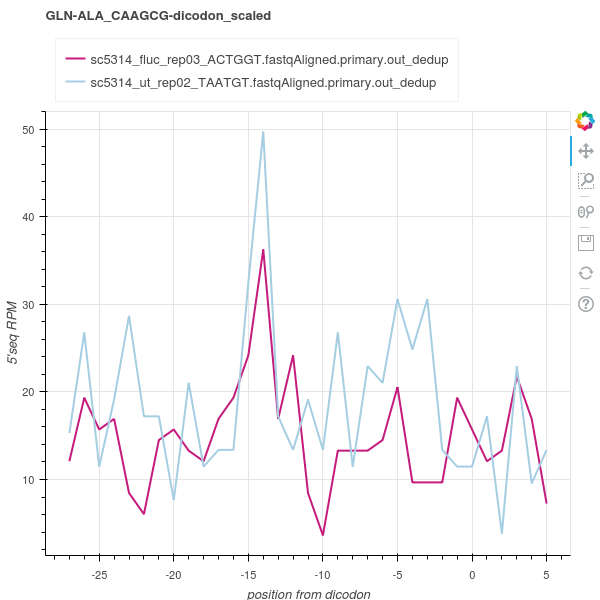 GLN-ALA_CAAGCG-dicodon_scaled
sc5314_fluc_rep03_ACTGGT.fastqAligned.primary.out_dedup
sc5314_ut_rep02_TAATGT.fastqAligned.primary.out_dedup
50
40
30
20
10
5'seq RPM
-25
-20
-15
-10
-5
0
5
position from dicodon